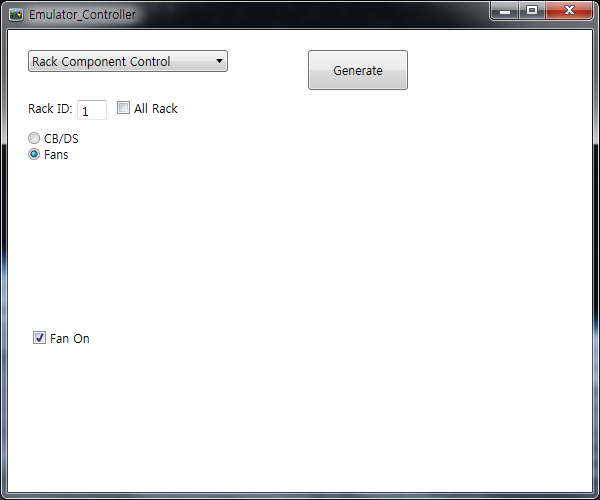 Emulator_Controller
Rack Component Control
Generate
Rack ID: 1 All Rack
CB/DS
Fans
Fan On